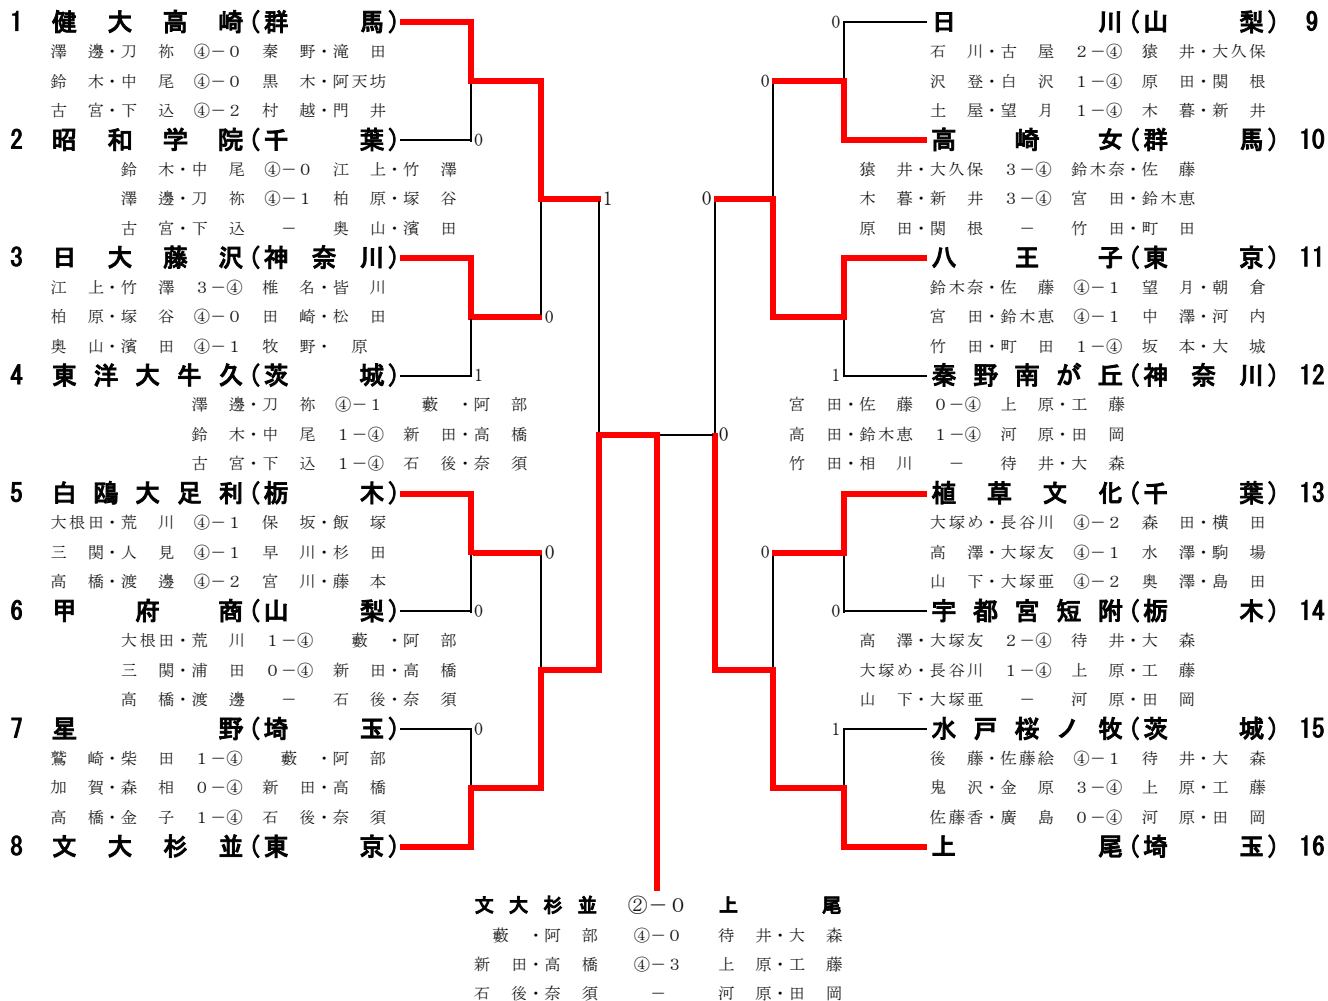 1 健大高崎(群馬)
澤邊・刀祢 ④－0 秦野・滝田
鈴木・中尾 ④－0 黒木・阿天坊
古宮・下込 ④－2 村越・門井
0
2 昭和学院(千葉)
鈴木・中尾 ④－0 江上・竹澤
澤邊・刀祢 ④－1 柏原・塚谷
古宮・下込 － 奥山・濱田
1
3 日大藤沢(神奈川)
江上・竹澤 3－④ 椎名・皆川
柏原・塚谷 ④－0 田崎・松田
奥山・濱田 ④－1 牧野・原
0
4 東洋大牛久(茨城)
1
澤邊・刀祢 ④－1 藪・阿部
鈴木・中尾 1－④ 新田・高橋
古宮・下込 1－④ 石後・奈須
5 白鴎大足利(栃木)
大根田・荒川 ④－1 保坂・飯塚
三関・人見 ④－1 早川・杉田
高橋・渡邊 ④－2 宮川・藤本
0
6 甲府商(山梨)
0
大根田・荒川 1－④ 藪・阿部
三関・浦田 0－④ 新田・高橋
高橋・渡邊 － 石後・奈須
7 星野(埼玉)
0
鷲崎・柴田 1－④ 藪・阿部
加賀・森相 0－④ 新田・高橋
高橋・金子 1－④ 石後・奈須
8 文大杉並(東京)
0
日川(山梨) 9
石川・古屋 2－④ 猿井・大久保
沢登・白沢 1－④ 原田・関根
土屋・望月 1－④ 木暮・新井
0
高崎女(群馬) 10
猿井・大久保 3－④ 鈴木奈・佐藤
木暮・新井 3－④ 宮田・鈴木恵
原田・関根 － 竹田・町田
0
八王子(東京) 11
鈴木奈・佐藤 ④－1 望月・朝倉
宮田・鈴木恵 ④－1 中澤・河内
竹田・町田 1－④ 坂本・大城
1
秦野南が丘(神奈川) 12
宮田・佐藤 0－④ 上原・工藤
高田・鈴木恵 1－④ 河原・田岡
竹田・相川 － 待井・大森
0
植草文化(千葉) 13
大塚め・長谷川 ④－2 森田・横田
高澤・大塚友 ④－1 水澤・駒場
山下・大塚亜 ④－2 奥澤・島田
0
0
宇都宮短附(栃木) 14
高澤・大塚友 2－④ 待井・大森
大塚め・長谷川 1－④ 上原・工藤
山下・大塚亜 － 河原・田岡
1
水戸桜ノ牧(茨城) 15
後藤・佐藤絵 ④－1 待井・大森
鬼沢・金原 3－④ 上原・工藤
佐藤香・廣島 0－④ 河原・田岡
上尾(埼玉) 16
文大杉並 ②－0 上尾
藪・阿部 ④－0 待井・大森
新田・高橋 ④－3 上原・工藤
石後・奈須 － 河原・田岡